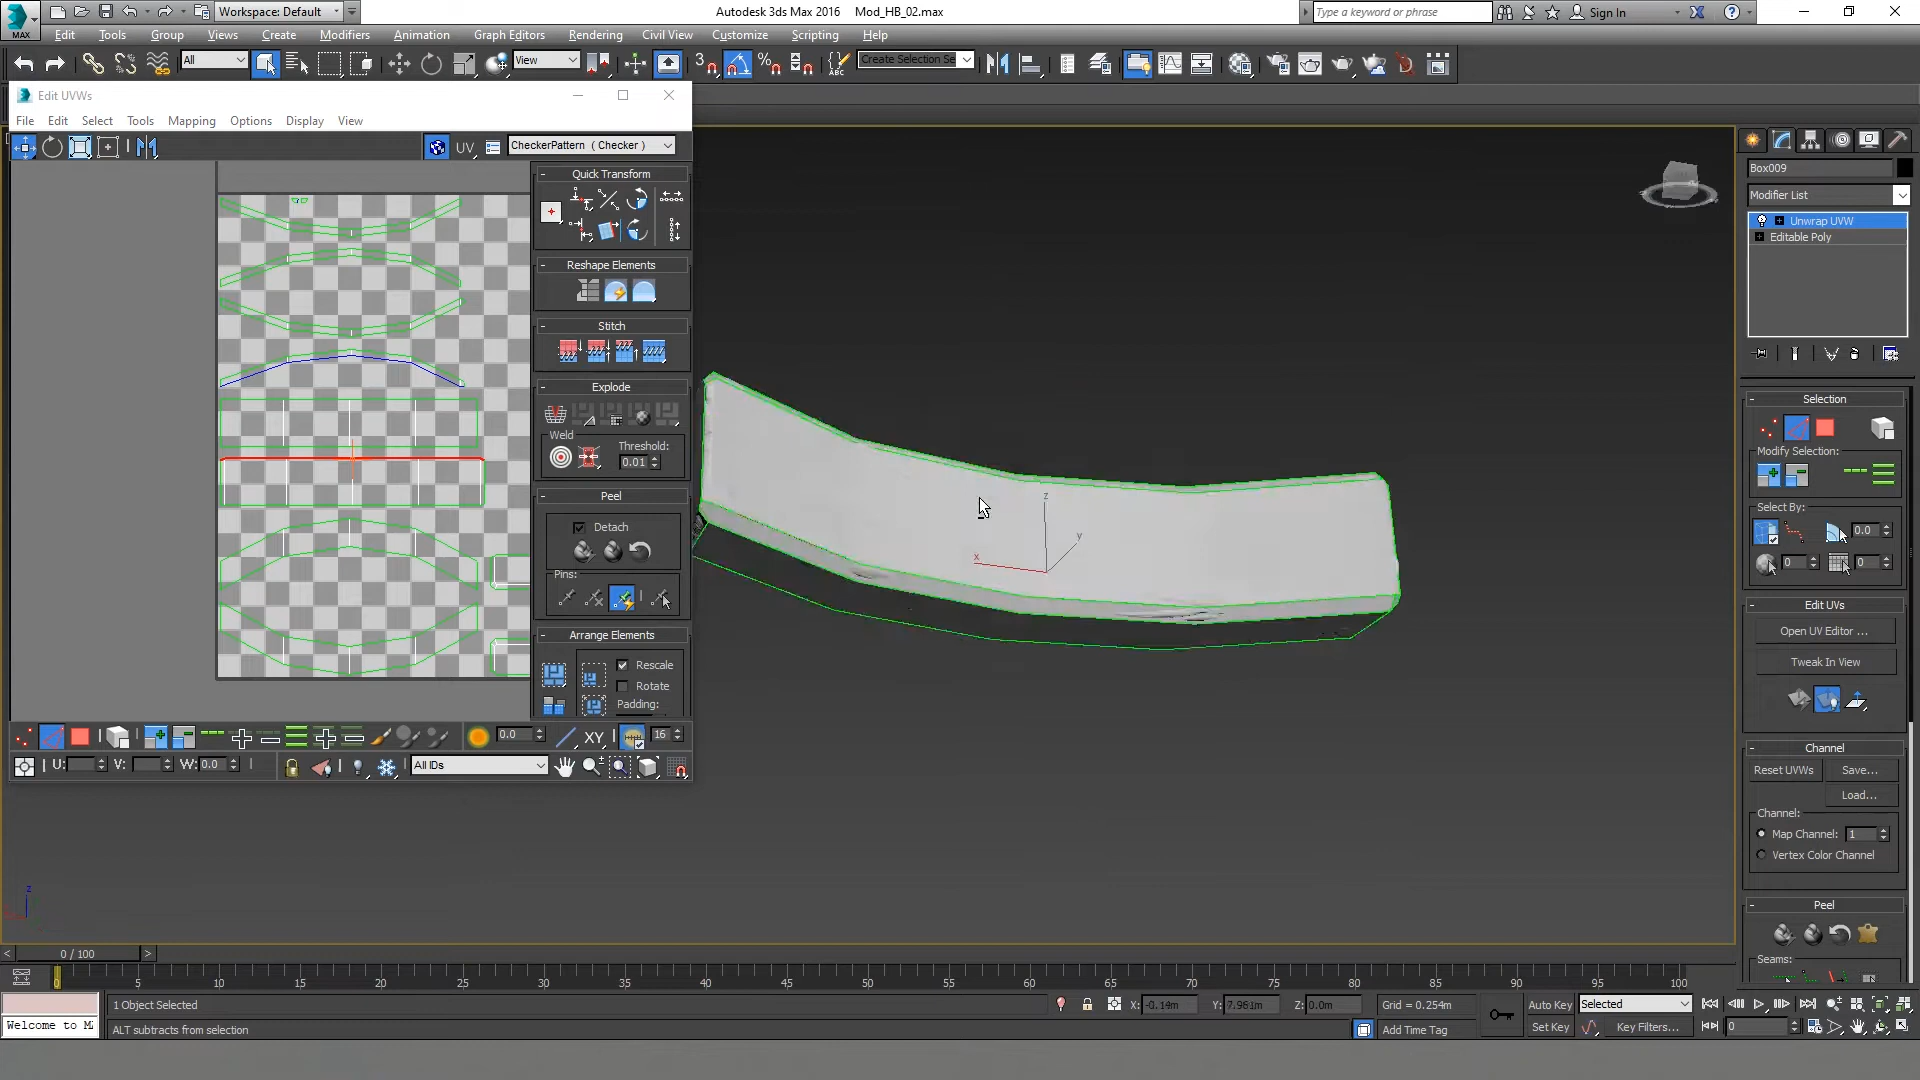 Workspace: Default
Autodesk 3ds Max 2016    Mod_HB_02.max
Type a keyword or phrase
Sign In
MAX
Edit Tools Group Views Create Modifiers Animation Graph Editors Rendering Civil View Customize Scripting Help
All
View
Create Selection Se
Edit UVWs
File Edit Select Tools Mapping Options Display View
UV
CheckerPattern ( Checker )
Quick Transform
Reshape Elements
Stitch
Explode
Weld
Threshold:
0.01
Peel
Detach
Pins:
Arrange Elements
Rescale
Rotate
Padding:
0.0
XY
16
U: V: W: 0.0
All IDs
z
y
x
z
Box009
Modifier List
Unwrap UVW
Editable Poly
Selection
Modify Selection:
Select By:
0.0
0
0
Edit UVs
Open UV Editor ...
Tweak In View
Channel
Reset UVWs Save...
Load...
Channel:
Map Channel: 1
Vertex Color Channel
Peel
Seams:
< 0 / 100 >
0 5 10 15 20 25 30 35 40 45 50 55 60 65 70 75 80 85 90 95 100
1 Object Selected
X: -0.14m Y: 7.961m Z: 0.0m Grid = 0.254m
Auto Key Selected
Welcome to M
ALT subtracts from selection
Add Time Tag
Set Key Key Filters...
0